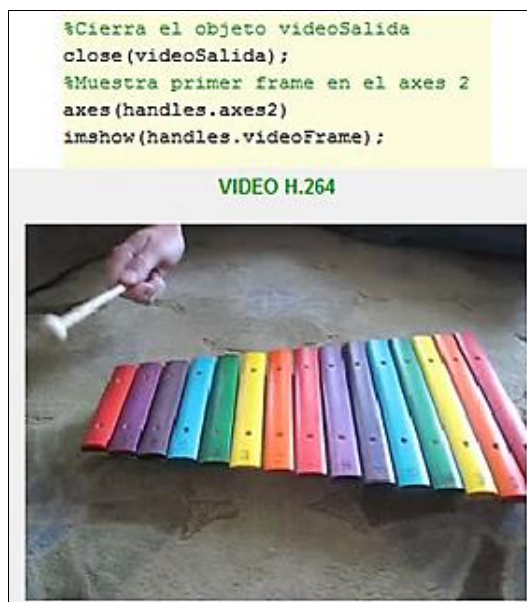 %Cierra el objeto videoSalida
close(videoSalida);
%Muestra primer frame en el axes 2
axes(handles.axes2)
imshow(handles.videoFrame);
VIDEO H.264